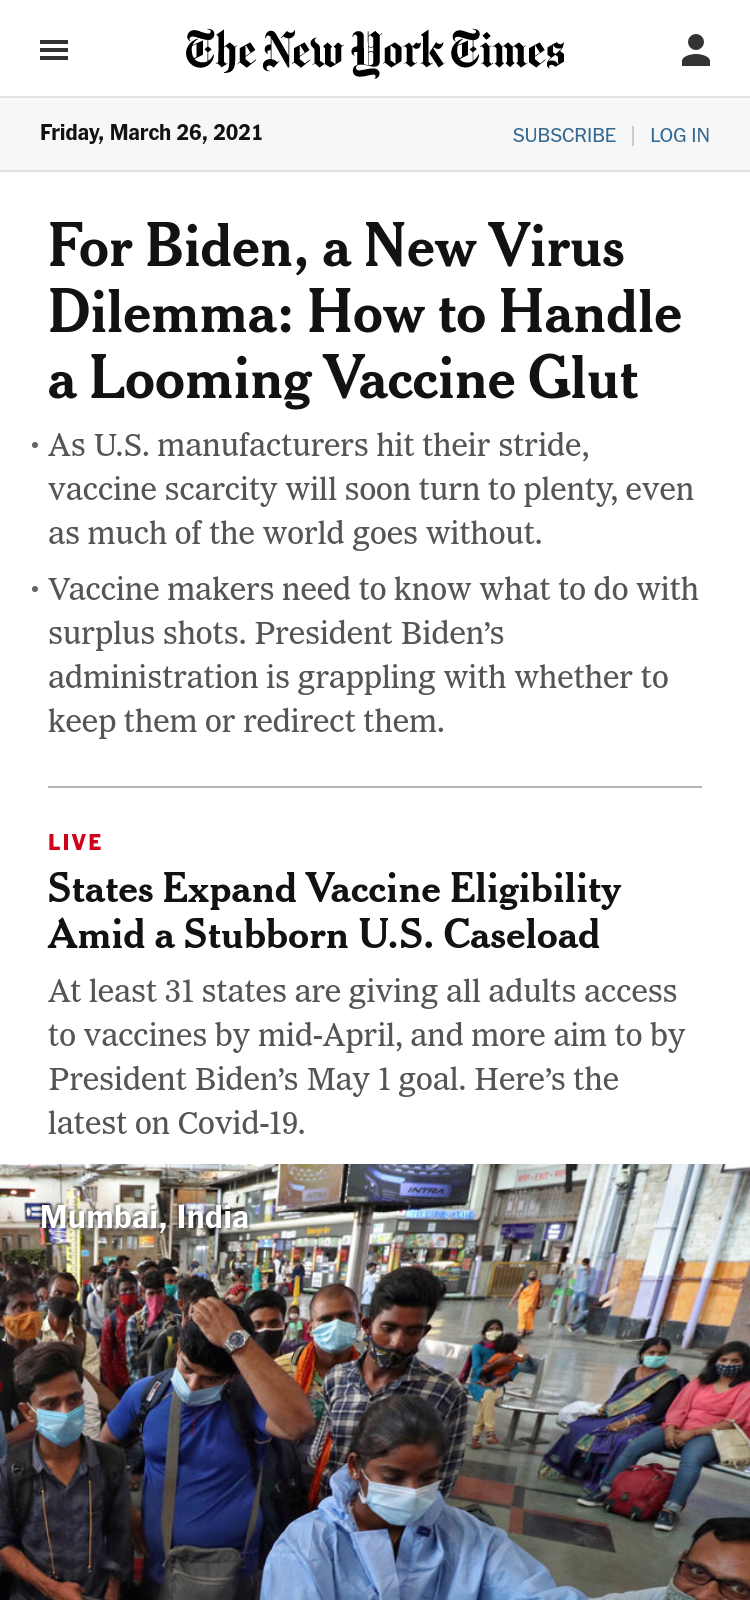 The New York Times
Friday, March 26, 2021
SUBSCRIBE | LOG IN
For Biden, a New Virus
Dilemma: How to Handle
a Looming Vaccine Glut
• As U.S. manufacturers hit their stride,
vaccine scarcity will soon turn to plenty, even
as much of the world goes without.
• Vaccine makers need to know what to do with
surplus shots. President Biden’s
administration is grappling with whether to
keep them or redirect them.
LIVE
States Expand Vaccine Eligibility
Amid a Stubborn U.S. Caseload
At least 31 states are giving all adults access
to vaccines by mid-April, and more aim to by
President Biden’s May 1 goal. Here’s the
latest on Covid-19.
INTRA
Mumbai, India